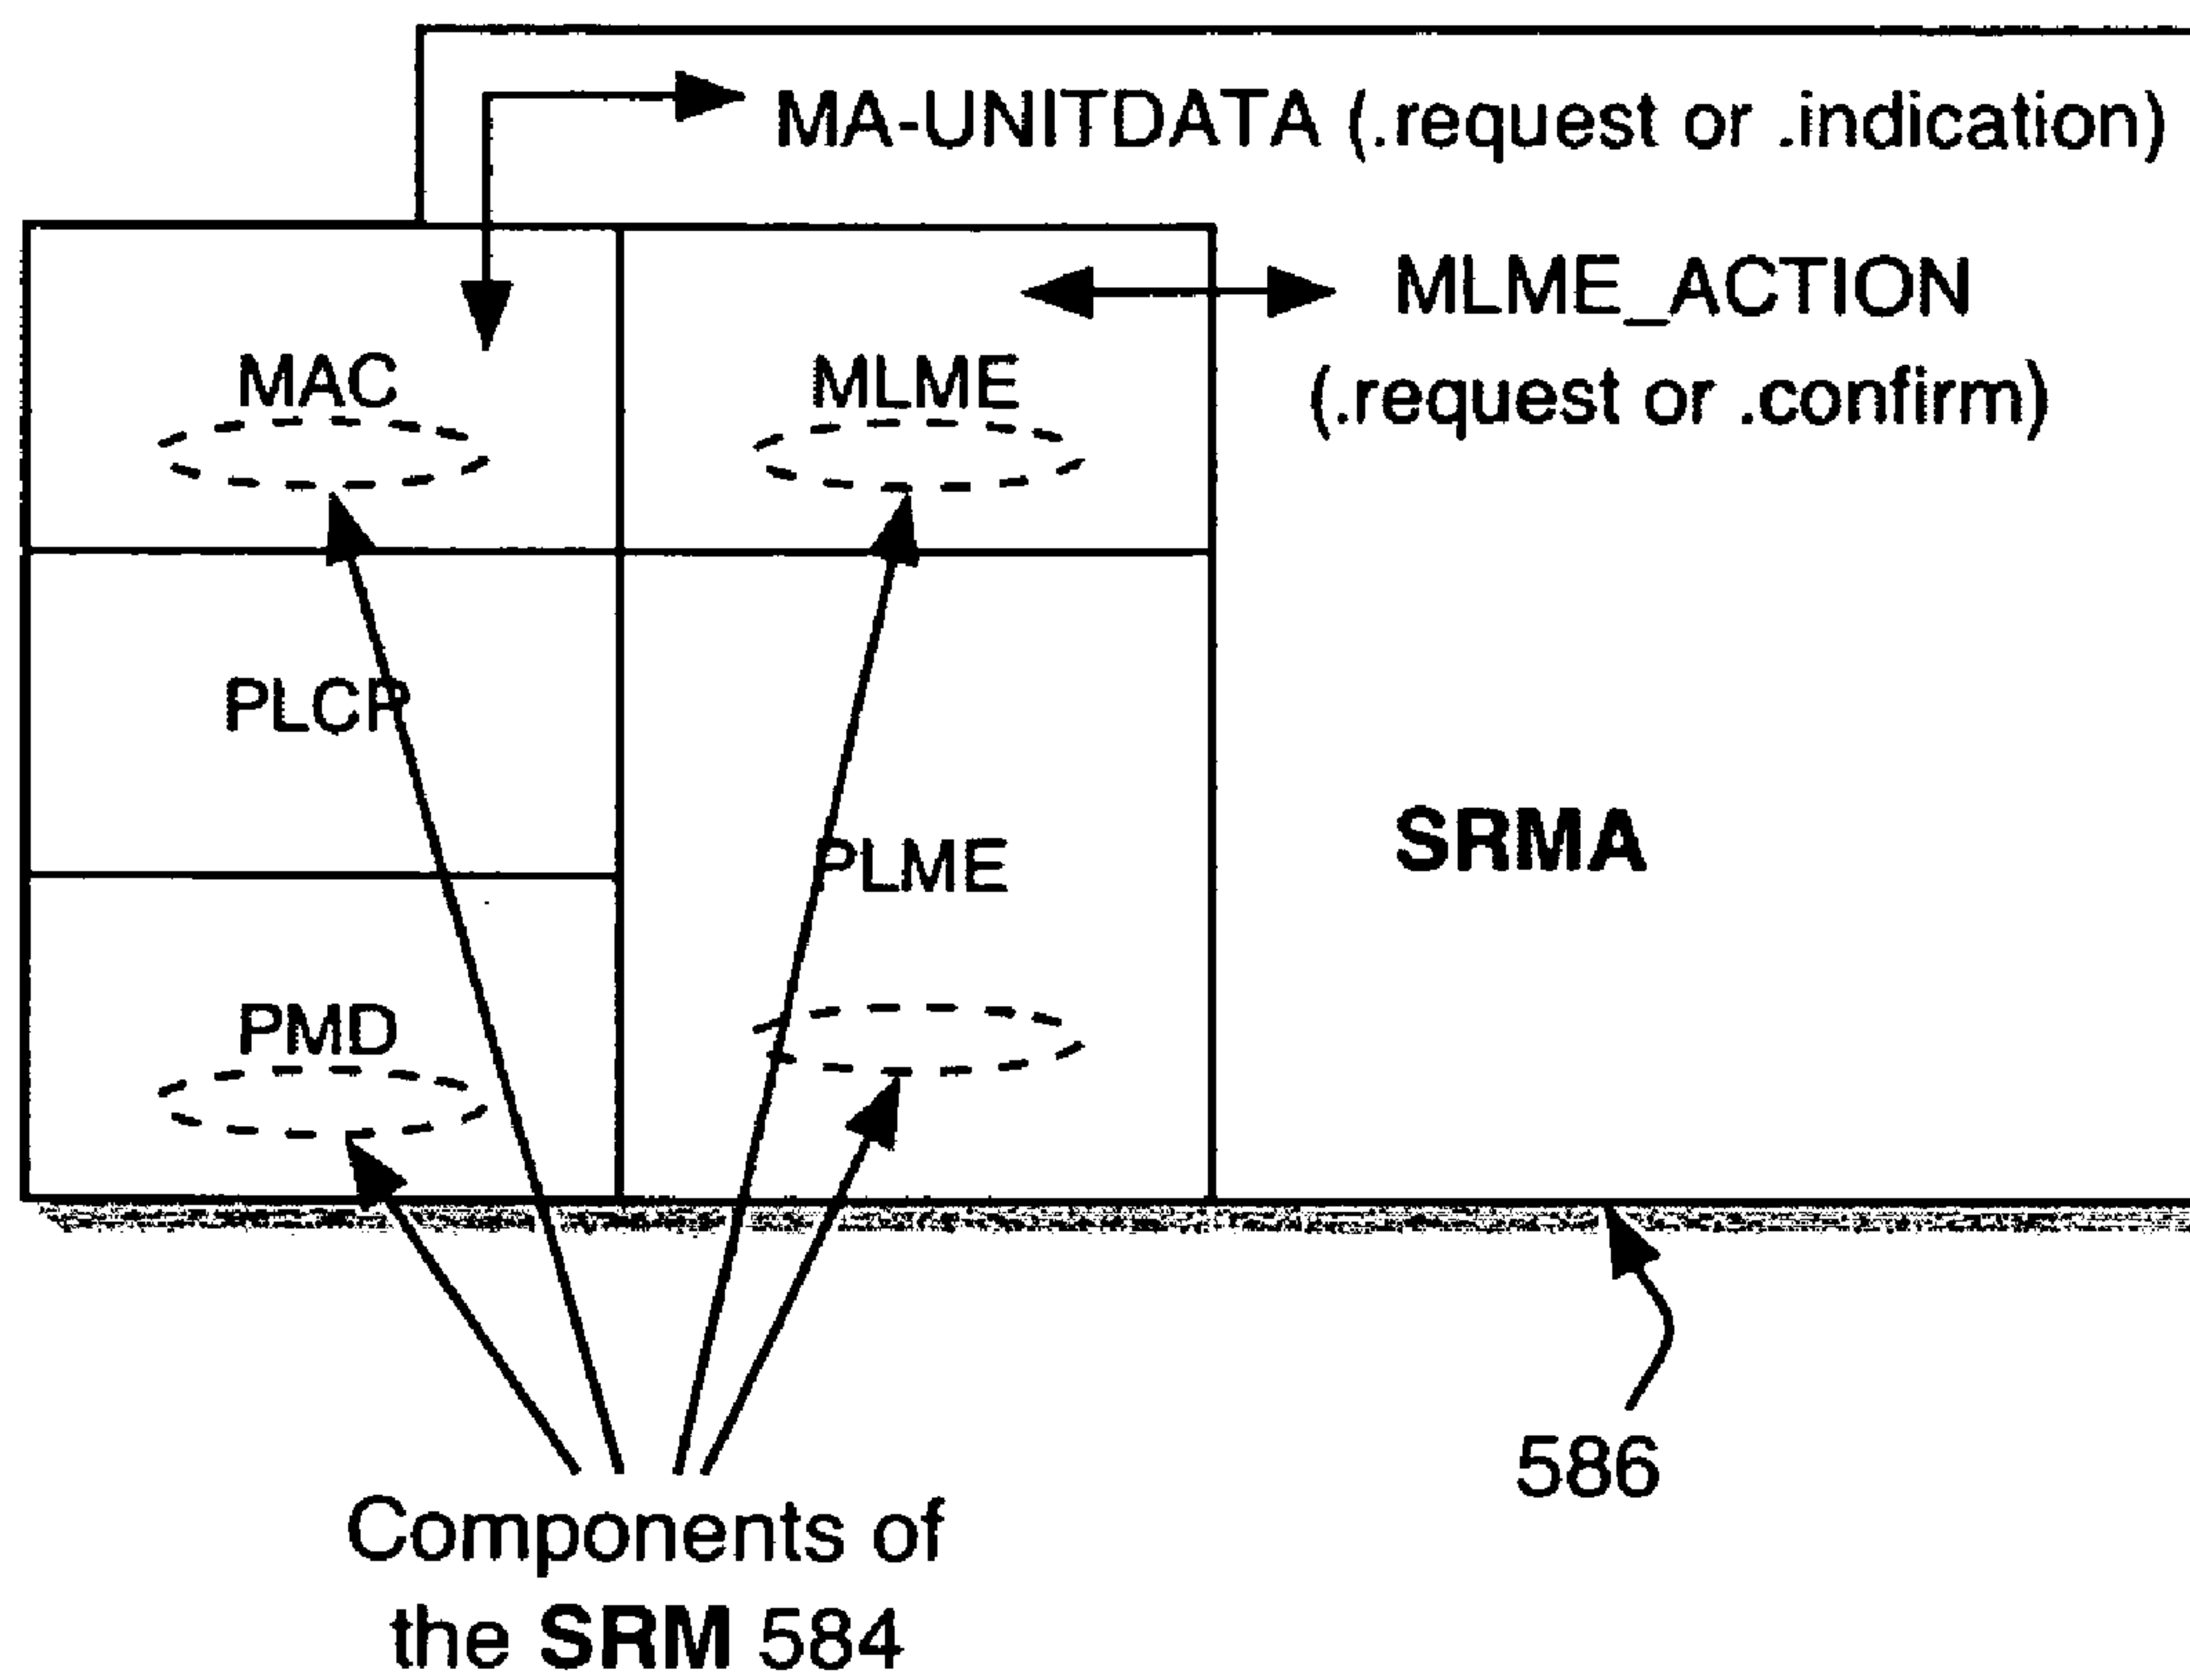 MA-UNITDATA (.request or .indication)
MLME_ACTION
(.request or .confirm)
MAC
MLME
PLCP
PLME
SRMA
PMD
586
Components of
the SRM 584